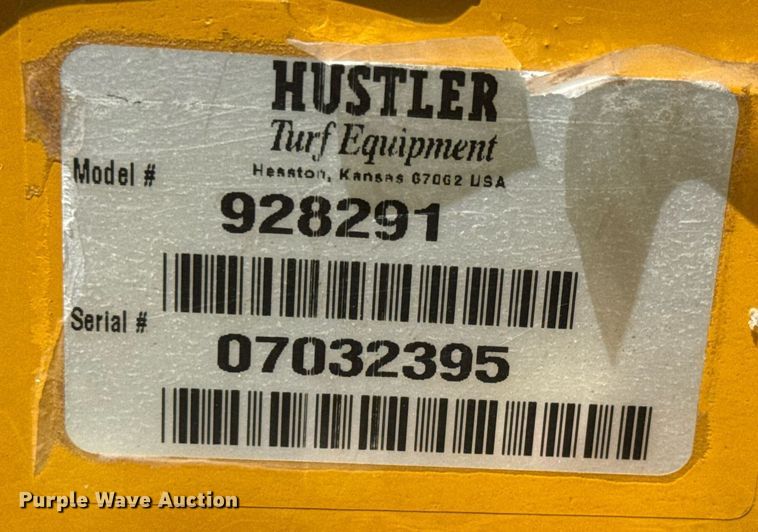 HUSTLER
Turf Equipment
Hesston, Kansas 67062 USA
Model #
928291
Serial #
07032395
Purple Wave Auction